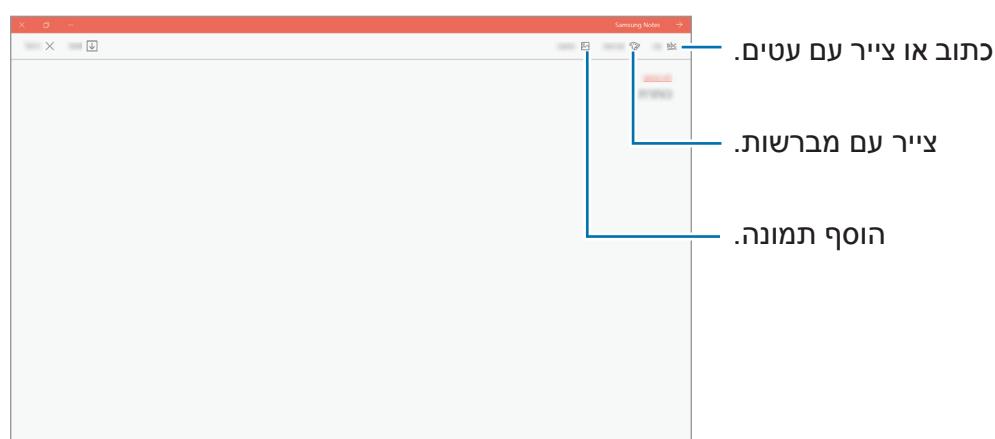 Samsung Notes
כתוב או צייר עם עטים.
צייר עם מברשות.
הוסף תמונה.